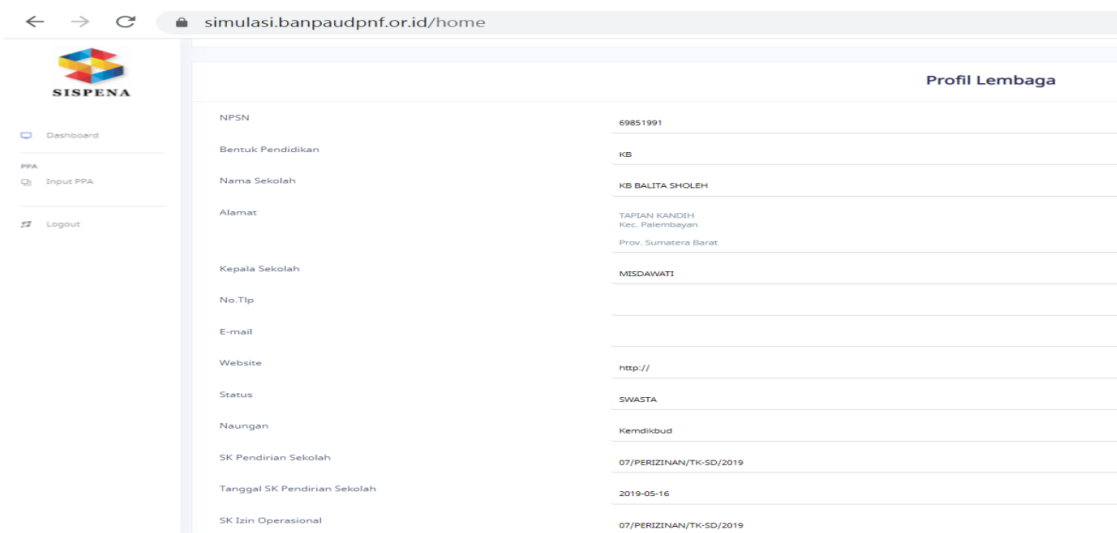 simulasi.banpaudpnf.or.id/home
SISPENA
Dashboard
PPA
Input PPA
Logout
Profil Lembaga
NPSN 69851991
Bentuk Pendidikan KB
Nama Sekolah KB BALITA SHOLEH
Alamat TAPIAN KANDIH
Kec. Palembayan
Prov. Sumatera Barat
Kepala Sekolah MISDAWATI
No.Tlp
E-mail
Website http://
Status SWASTA
Naungan Kemdikbud
SK Pendirian Sekolah 07/PERIZINAN/TK-SD/2019
Tanggal SK Pendirian Sekolah 2019-05-16
SK Izin Operasional 07/PERIZINAN/TK-SD/2019